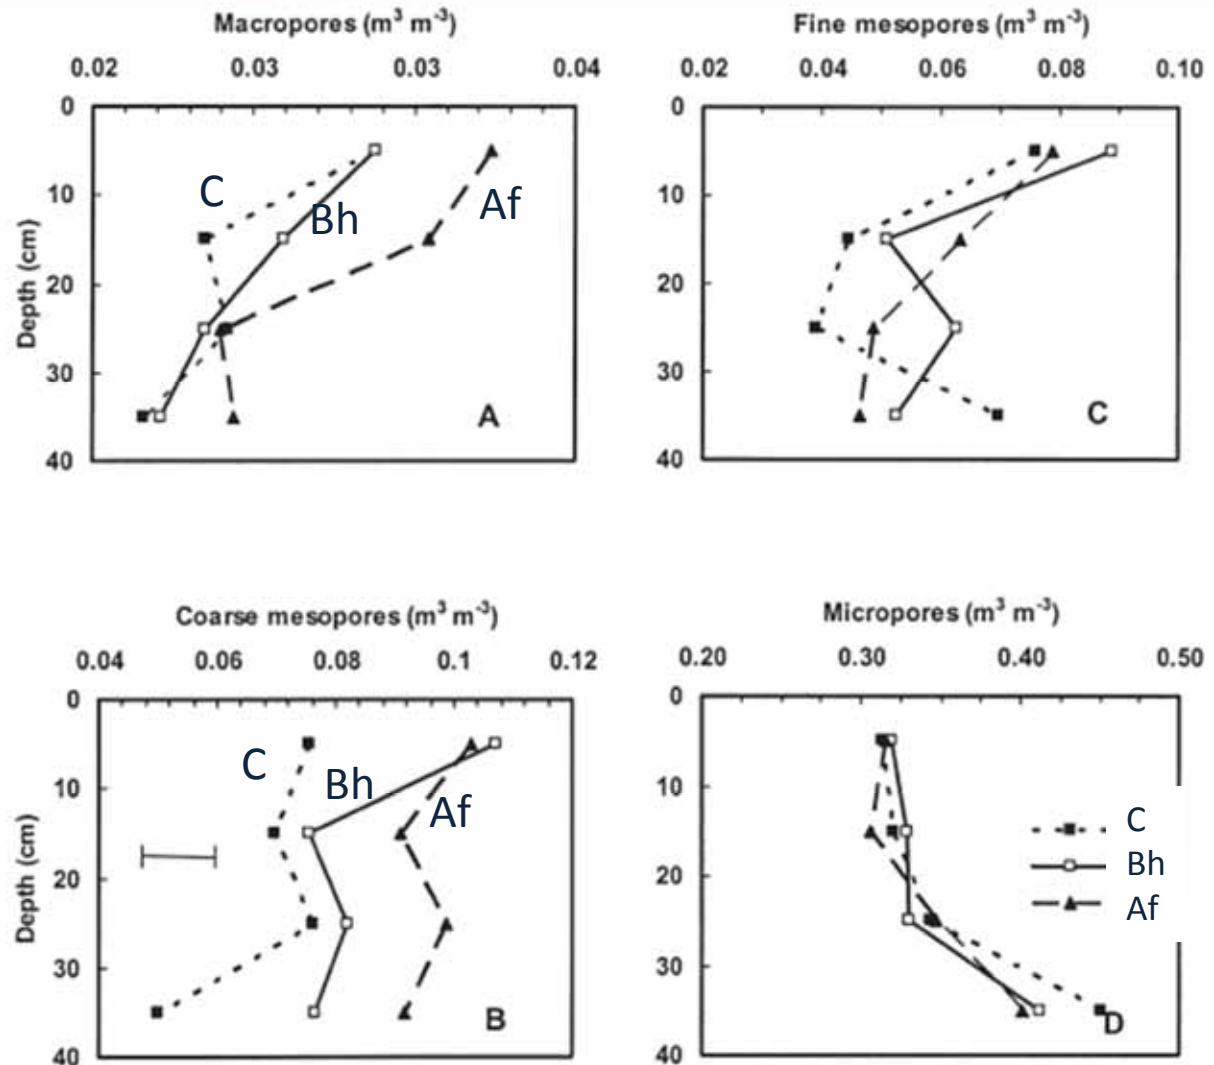 Macropores (m³ m⁻³)
0.02 0.03 0.03 0.04
0
10
20
30
40
Depth (cm)
C
Bh
Af
A
Fine mesopores (m³ m⁻³)
0.02 0.04 0.06 0.08 0.10
0
10
20
30
40
C
Coarse mesopores (m³ m⁻³)
0.04 0.06 0.08 0.1 0.12
0
10
20
30
40
Depth (cm)
C
Bh
Af
B
Micropores (m³ m⁻³)
0.20 0.30 0.40 0.50
0
10
20
30
40
C
Bh
Af
D